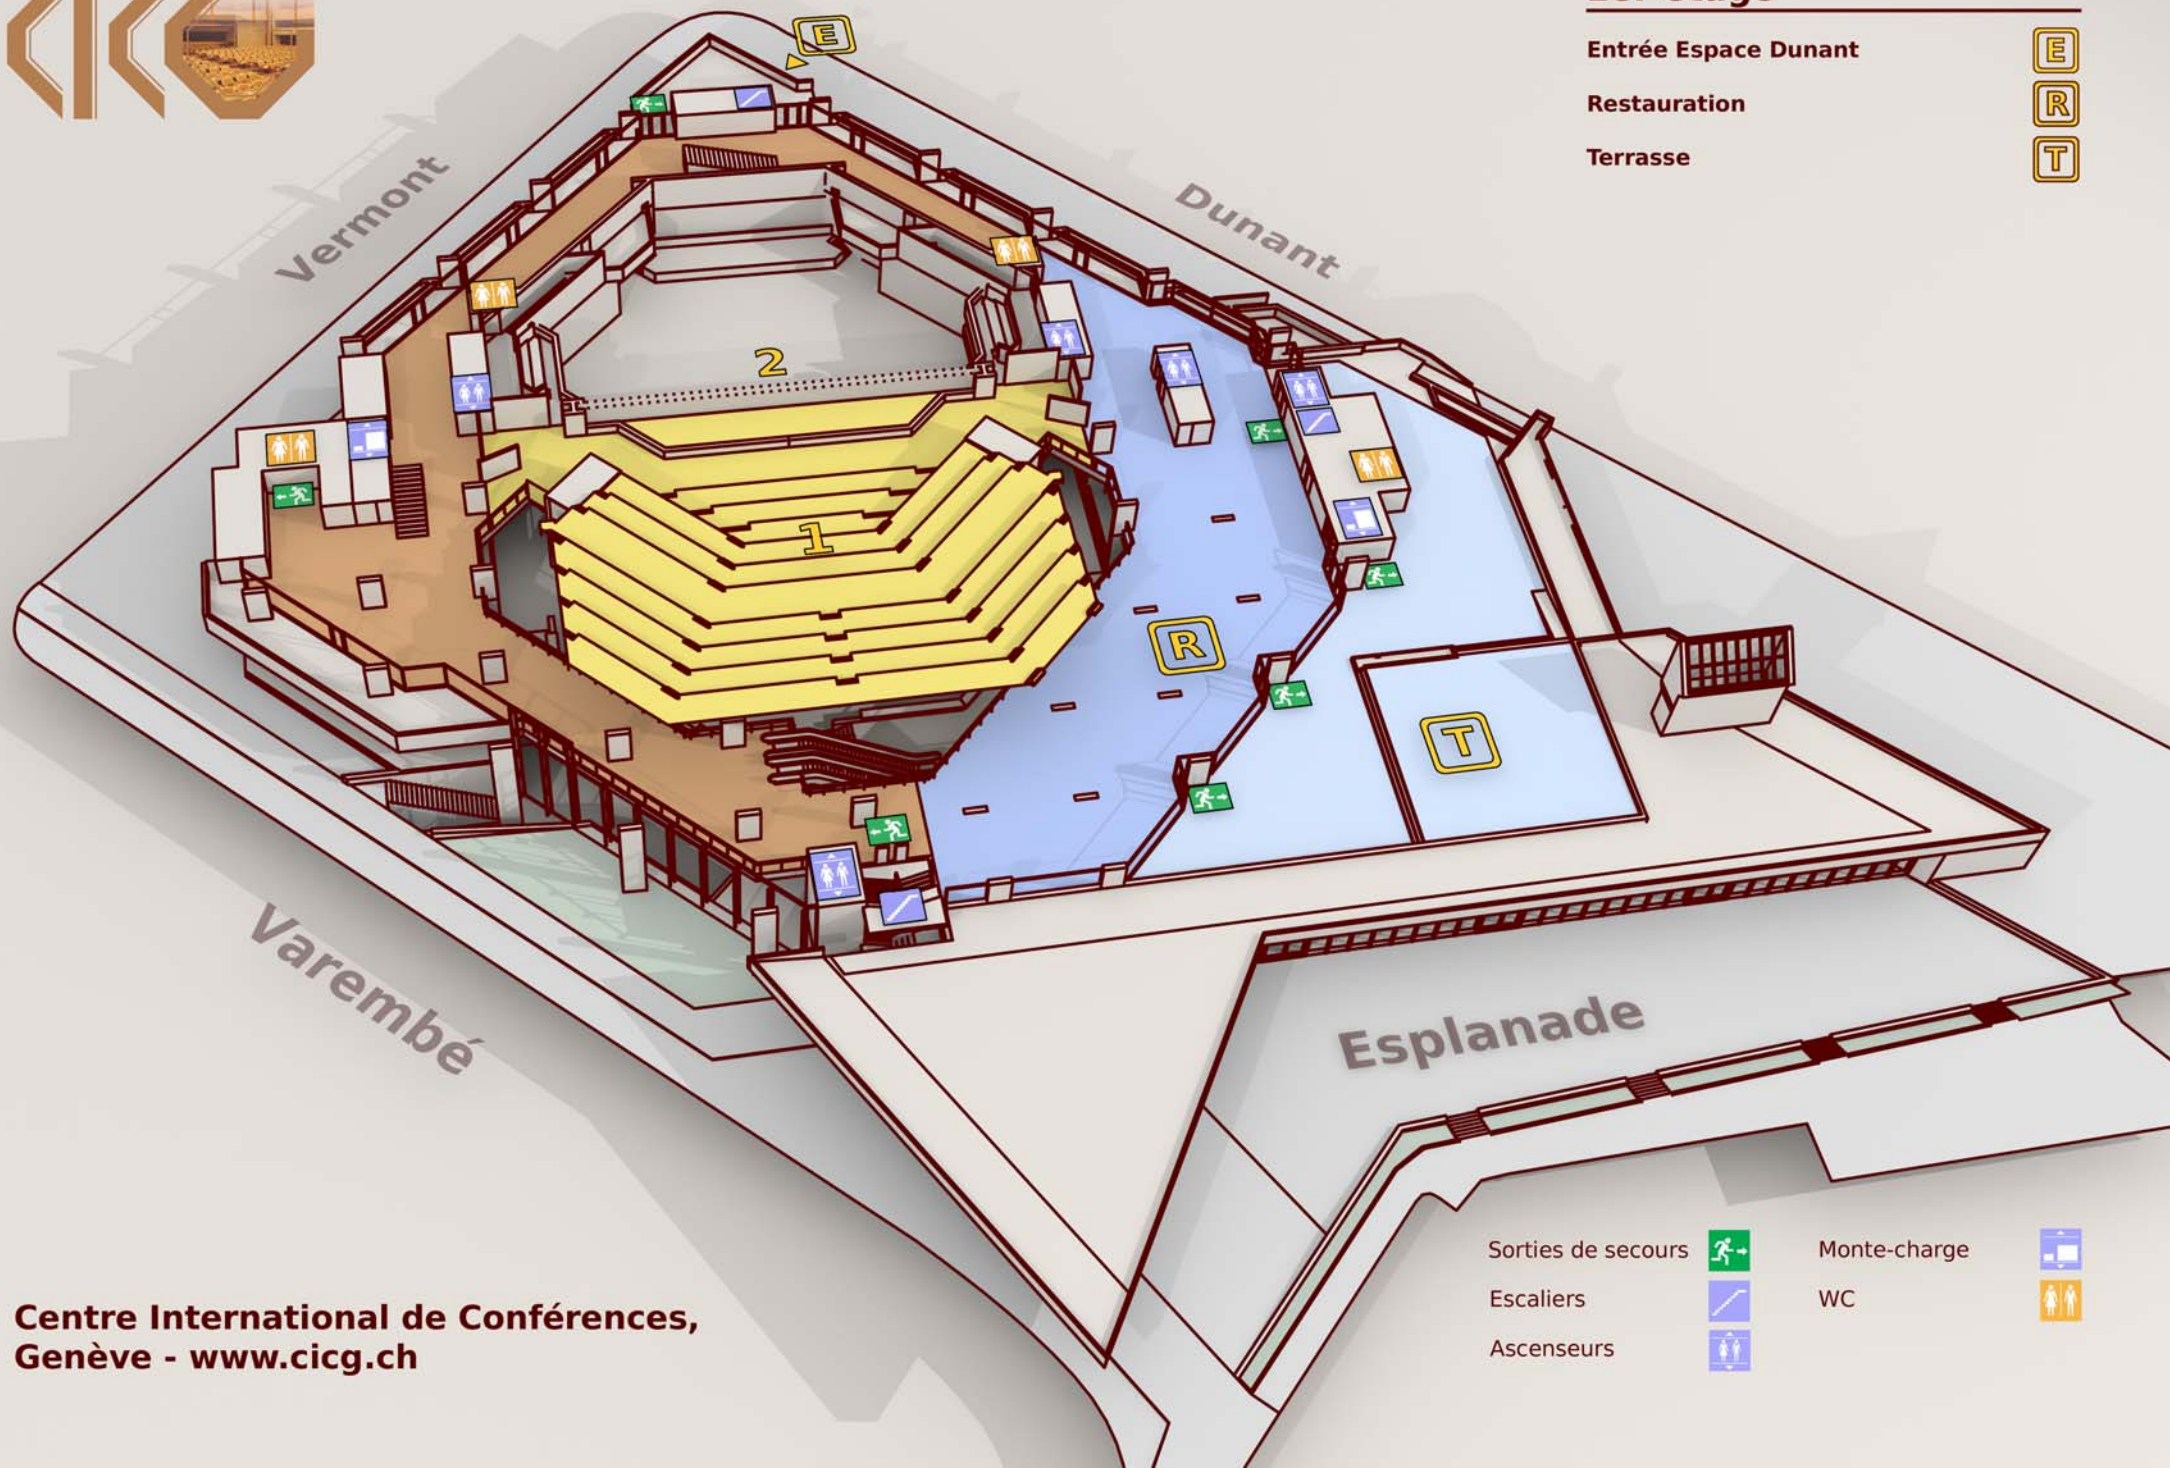 CICG
E
Entrée Espace Dunant E
Restauration R
Terrasse T
Vermont
Dunant
2
1
R
T
Varembé
Esplanade
Sorties de secours
Monte-charge
Escaliers
WC
Ascenseurs
Centre International de Conférences,
Genève - www.cicg.ch